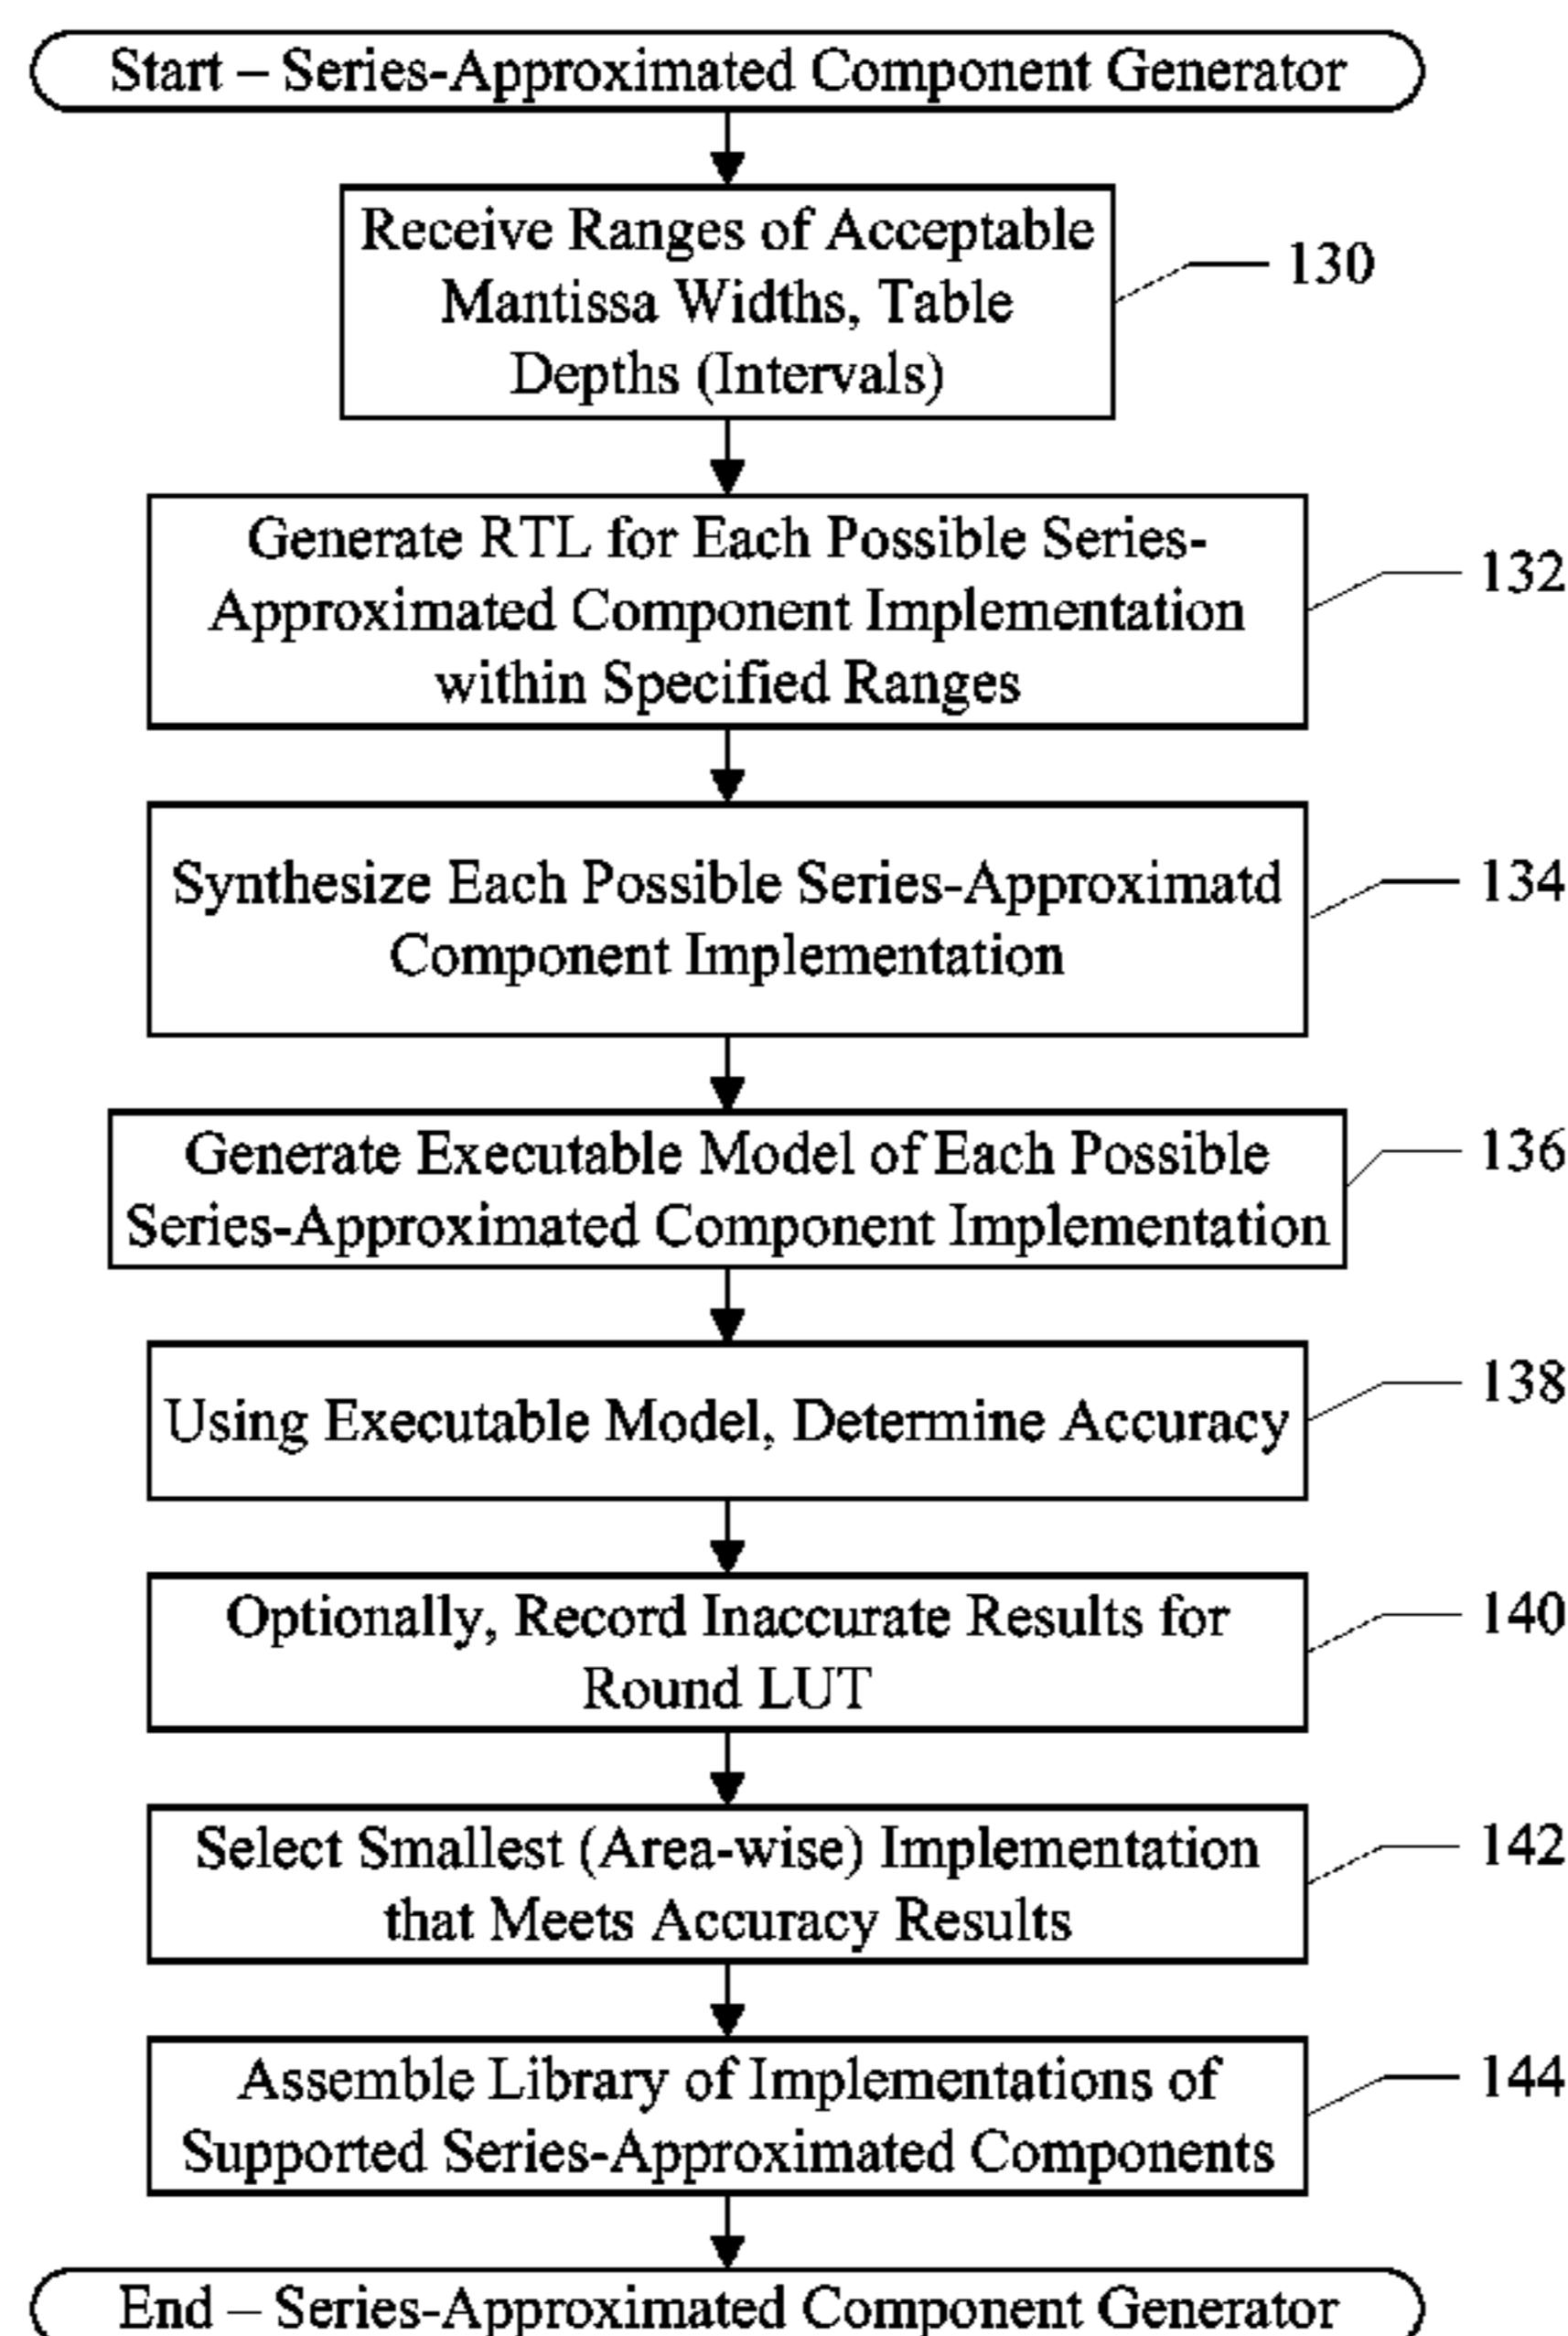 Start – Series-Approximated Component Generator
Receive Ranges of Acceptable
Mantissa Widths, Table
Depths (Intervals)
130
Generate RTL for Each Possible Series-
Approximated Component Implementation
within Specified Ranges
132
Synthesize Each Possible Series-Approximatd
Component Implementation
134
Generate Executable Model of Each Possible
Series-Approximated Component Implementation
136
Using Executable Model, Determine Accuracy
138
Optionally, Record Inaccurate Results for
Round LUT
140
Select Smallest (Area-wise) Implementation
that Meets Accuracy Results
142
Assemble Library of Implementations of
Supported Series-Approximated Components
144
End – Series-Approximated Component Generator